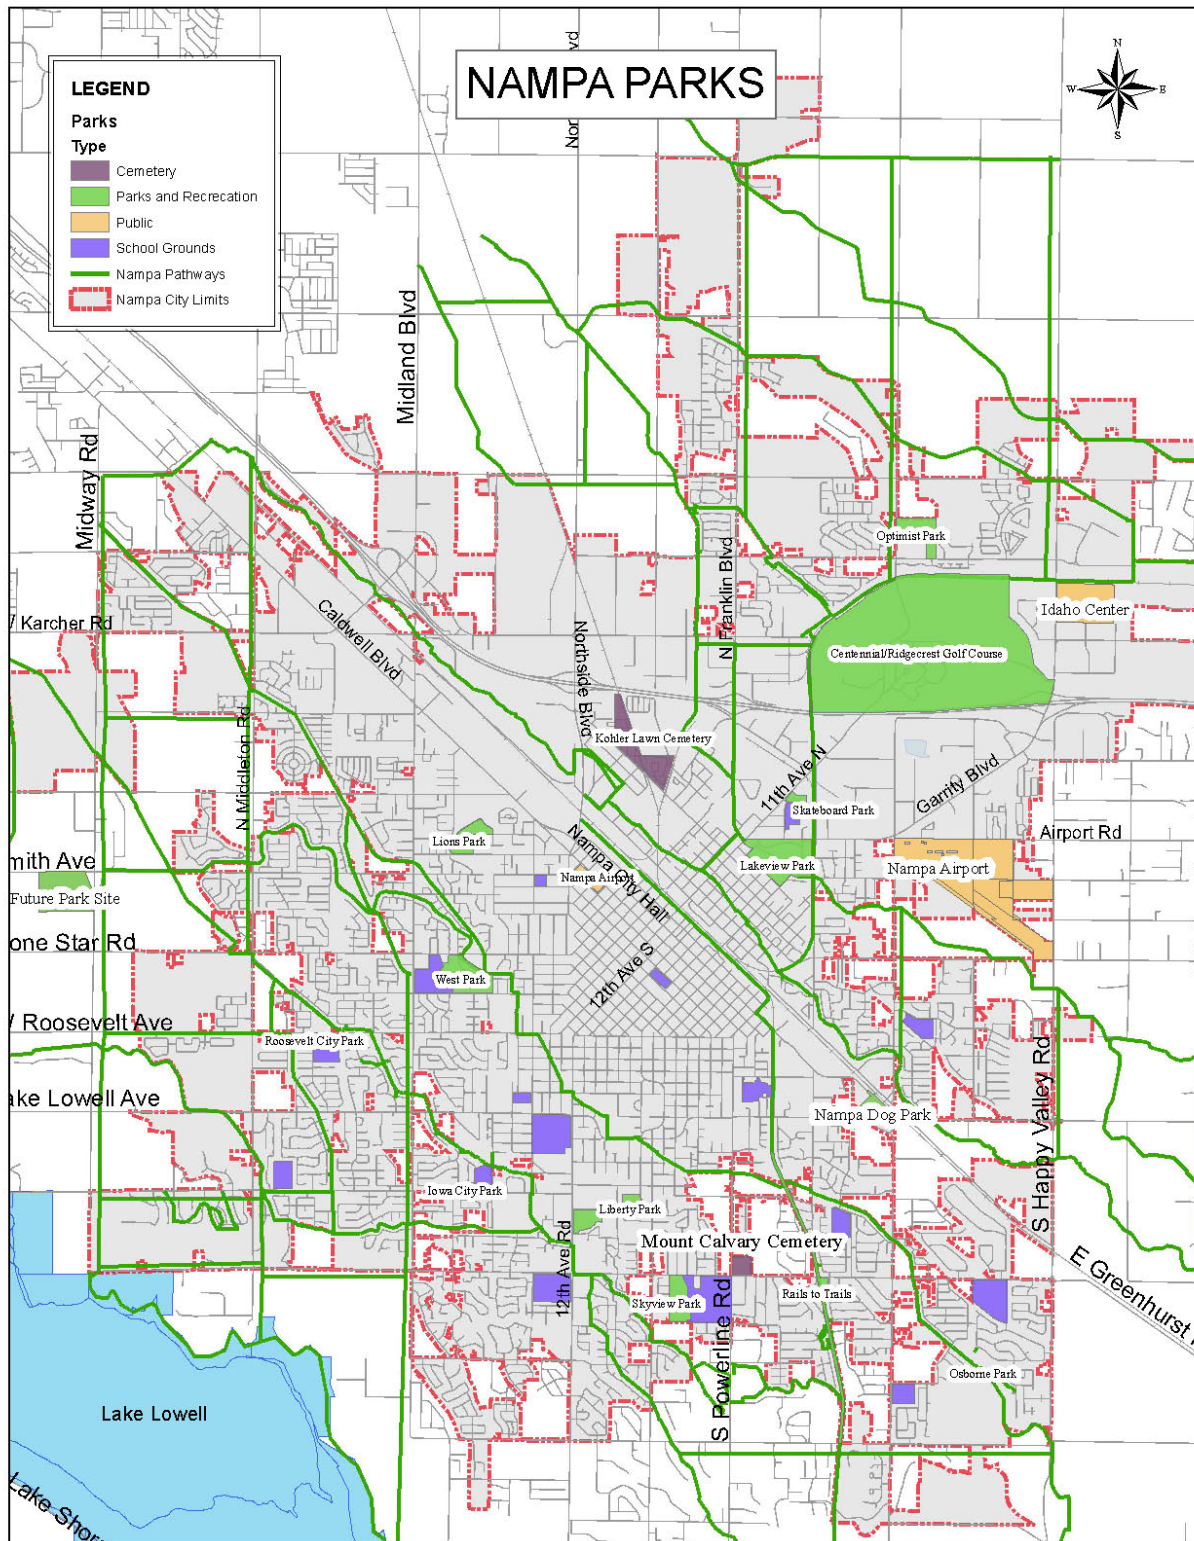 NAMPA PARKS
LEGEND
Parks
Type
Cemetery
Parks and Recrecation
Public
School Grounds
Nampa Pathways
Nampa City Limits
N
W
E
S
Nor
vd
Midland Blvd
Midway Rd
Optimist Park
N Franklin Blvd
Idaho Center
/ Karcher Rd
Caldwell Blvd
Northside Blvd
Centennial/Ridgecrest Golf Course
N Middleton Rd
Kohler Lawn Cemetery
11th Ave N
Garrity Blvd
Skateboard Park
Airport Rd
Lions Park
Nampa City Hall
Lakeview Park
mith Ave
Nampa Airport
Nampa Airport
Future Park Site
one Star Rd
12th Ave S
West Park
/ Roosevelt Ave
Roosevelt City Park
S Happy Valley Rd
ake Lowell Ave
Nampa Dog Park
Iowa City Park
Liberty Park
Mount Calvary Cemetery
12th Ave Rd
E Greenhurst
Skyview Park
Rails to Trails
S Powerline Rd
Osborne Park
Lake Lowell
Lake Shor